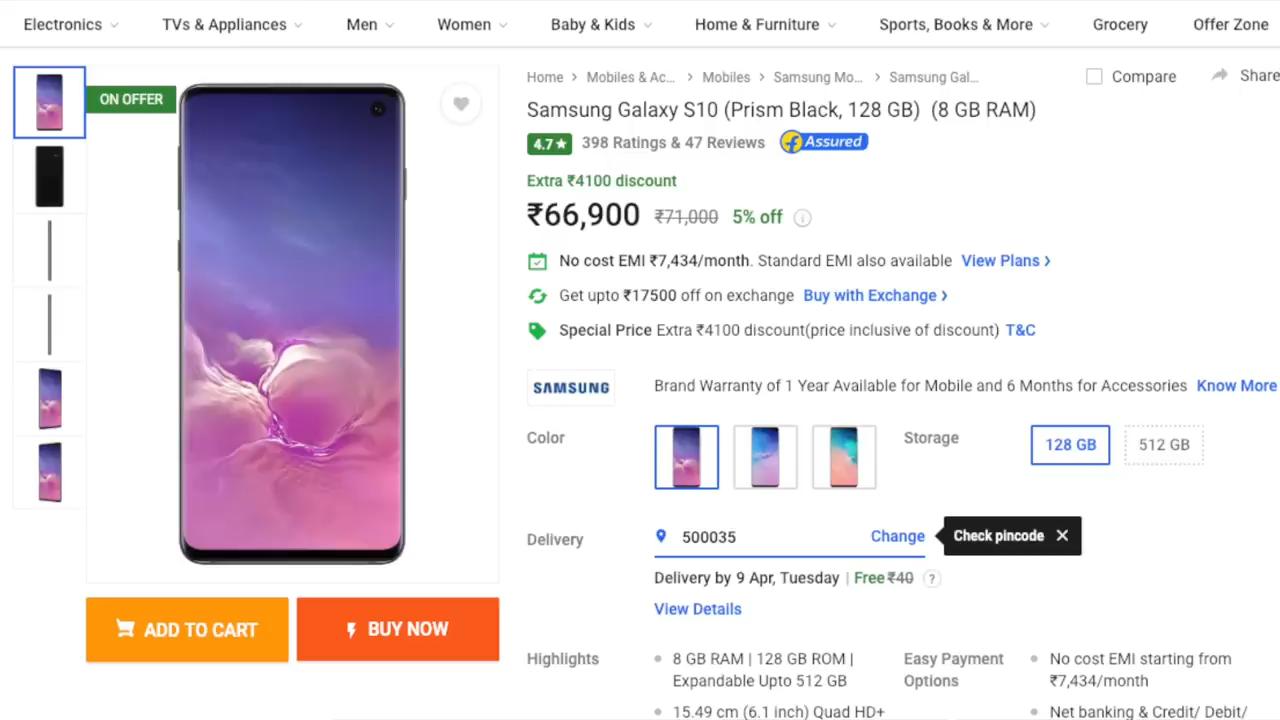 Electronics TVs & Appliances Men Women Baby & Kids Home & Furniture Sports, Books & More Grocery Offer Zone
ON OFFER
Home > Mobiles & Ac... > Mobiles > Samsung Mo... > Samsung Gal... Compare Share
Samsung Galaxy S10 (Prism Black, 128 GB) (8 GB RAM)
4.7★ 398 Ratings & 47 Reviews f Assured
Extra ₹4100 discount
₹66,900 ₹71,000 5% off i
No cost EMI ₹7,434/month. Standard EMI also available View Plans >
Get upto ₹17500 off on exchange Buy with Exchange >
Special Price Extra ₹4100 discount(price inclusive of discount) T&C
SAMSUNG Brand Warranty of 1 Year Available for Mobile and 6 Months for Accessories Know More
Color Storage 128 GB 512 GB
Delivery 500035 Change Check pincode ✕
Delivery by 9 Apr, Tuesday | Free ₹40 ?
View Details
ADD TO CART BUY NOW
Highlights
• 8 GB RAM | 128 GB ROM |
Expandable Upto 512 GB
• 15.49 cm (6.1 inch) Quad HD+
Easy Payment
Options
• No cost EMI starting from
₹7,434/month
• Net banking & Credit/ Debit/